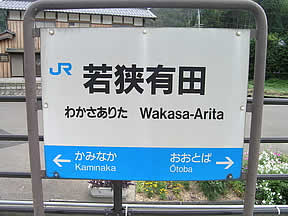 JR
若狭有田
わかさありた Wakasa-Arita
← かみなか おおとば →
Kaminaka Otoba